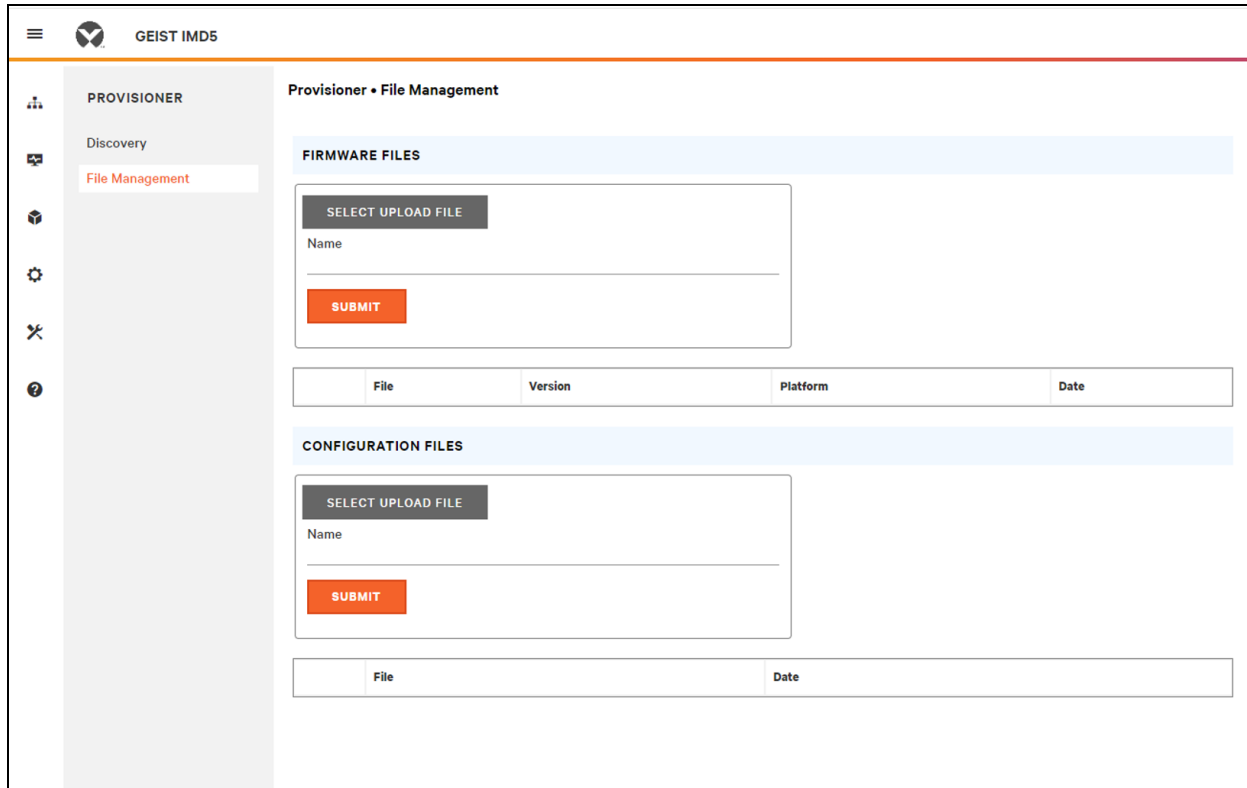 GEIST IMD5
PROVISIONER
Discovery
File Management
Provisioner • File Management
FIRMWARE FILES
SELECT UPLOAD FILE
Name
SUBMIT
File Version Platform Date
CONFIGURATION FILES
SELECT UPLOAD FILE
Name
SUBMIT
File Date